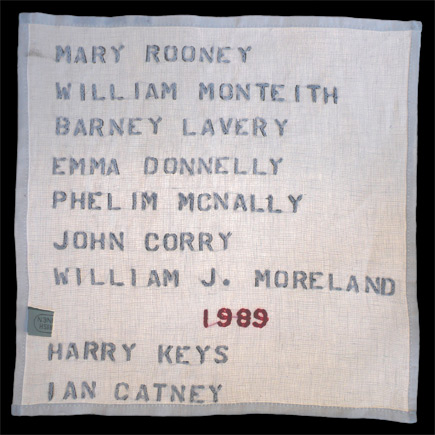 MARY ROONEY
WILLIAM MONTEITH
BARNEY LAVERY
EMMA DONNELLY
PHELIM MCNALLY
JOHN CORRY
WILLIAM J. MORELAND
1989
HARRY KEYS
IAN CATNEY